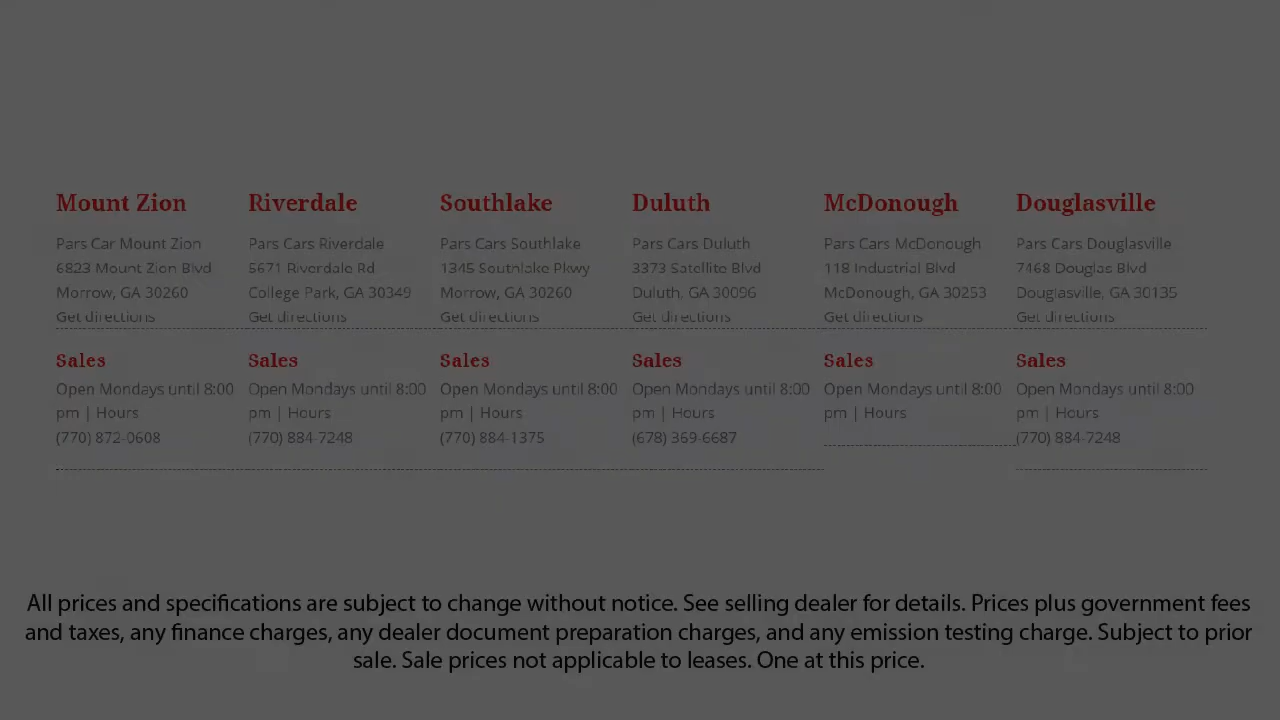 Mount Zion
Pars Car Mount Zion
6823 Mount Zion Blvd
Morrow, GA 30260
Get directions
Sales
Open Mondays until 8:00
pm | Hours
(770) 872-0608
Riverdale
Pars Cars Riverdale
5671 Riverdale Rd
College Park, GA 30349
Get directions
Sales
Open Mondays until 8:00
pm | Hours
(770) 884-7248
Southlake
Pars Cars Southlake
1345 Southlake Pkwy
Morrow, GA 30260
Get directions
Sales
Open Mondays until 8:00
pm | Hours
(770) 884-1375
Duluth
Pars Cars Duluth
3373 Satellite Blvd
Duluth, GA 30096
Get directions
Sales
Open Mondays until 8:00
pm | Hours
(678) 369-6687
McDonough
Pars Cars McDonough
118 Industrial Blvd
McDonough, GA 30253
Get directions
Sales
Open Mondays until 8:00
pm | Hours
Douglasville
Pars Cars Douglasville
7468 Douglas Blvd
Douglasville, GA 30135
Get directions
Sales
Open Mondays until 8:00
pm | Hours
(770) 884-7248
All prices and specifications are subject to change without notice. See selling dealer for details. Prices plus government fees
and taxes, any finance charges, any dealer document preparation charges, and any emission testing charge. Subject to prior
sale. Sale prices not applicable to leases. One at this price.